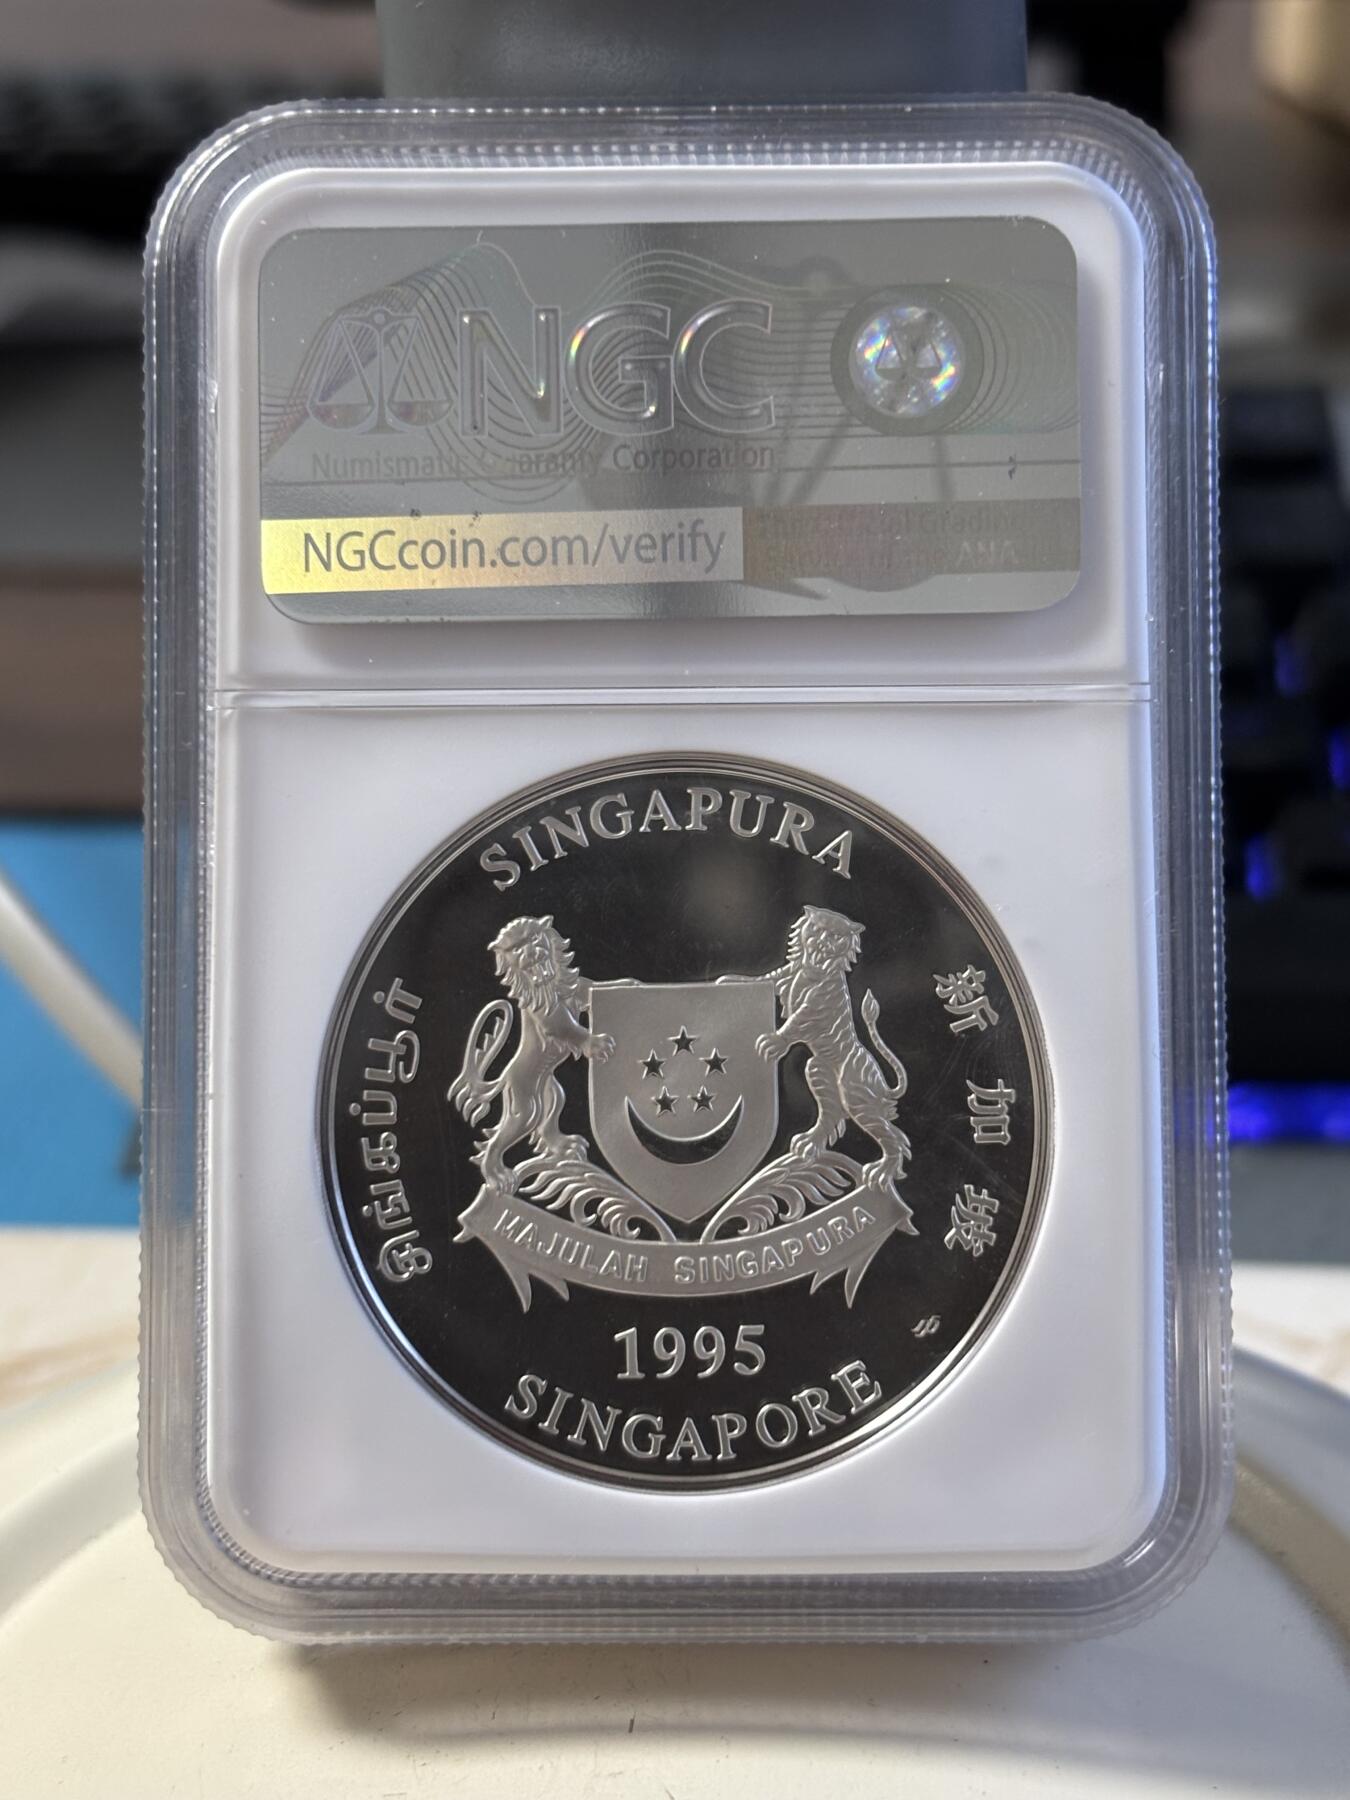 NGC
Numismatic Guaranty Corporation
NGCcoin.com/verify
SINGAPURA
சிங்கப்பூர்
新加坡
MAJULAH SINGAPURA
1995
SINGAPORE